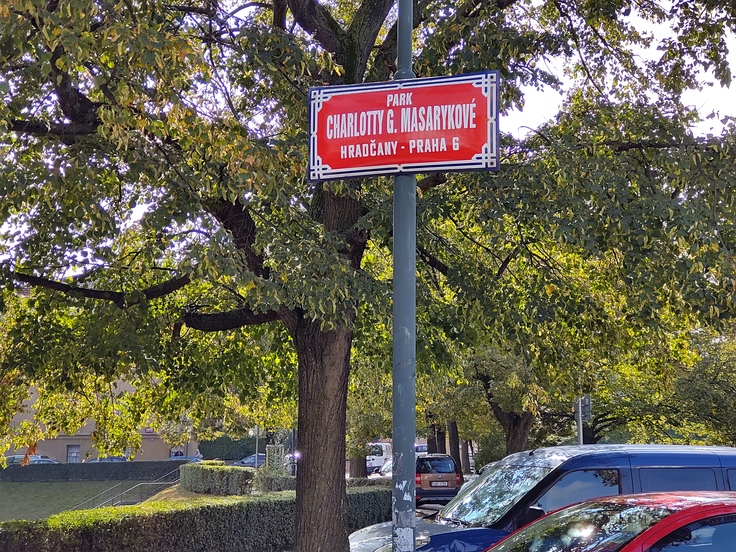 PARK
CHARLOTTY G. MASARYKOVÉ
HRADČANY - PRAHA 6